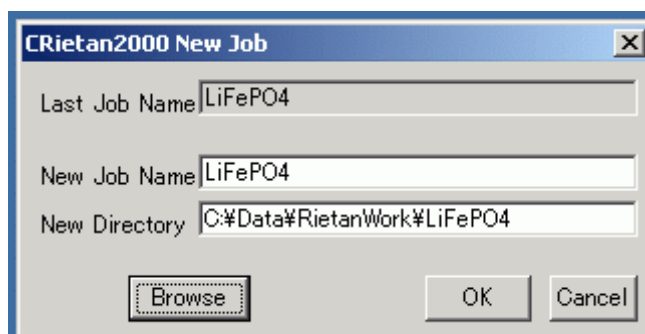 CRietan2000 New Job
Last Job Name LiFePO4
New Job Name LiFePO4
New Directory C:¥Data¥RietanWork¥LiFePO4
Browse OK Cancel